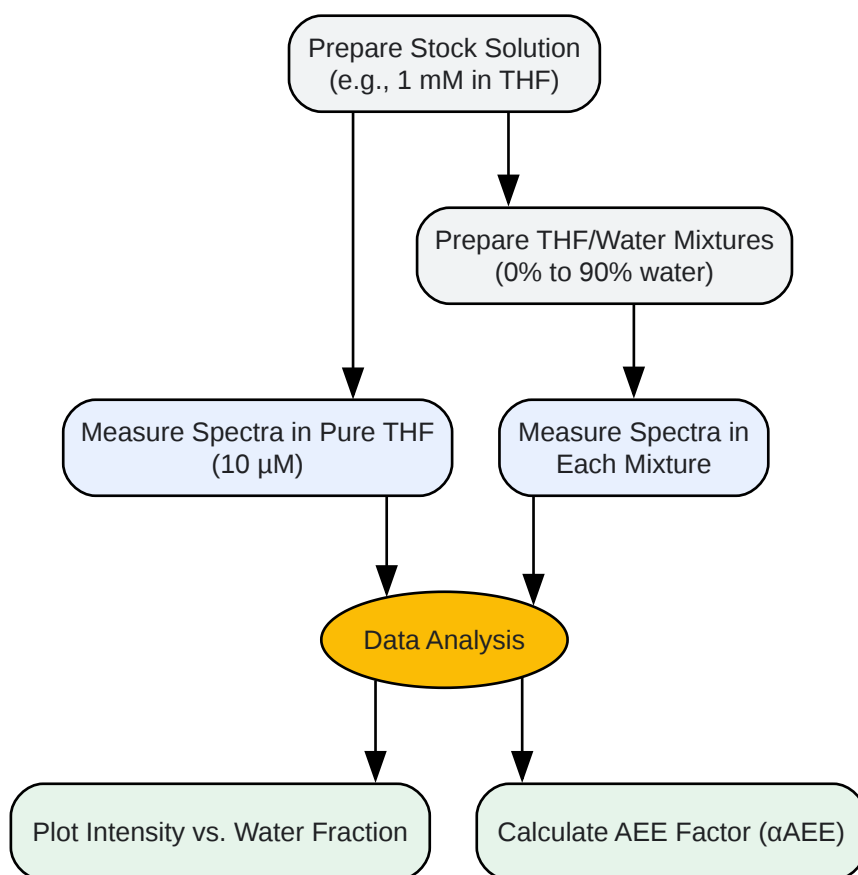 Prepare Stock Solution
(e.g., 1 mM in THF)
Prepare THF/Water Mixtures
(0% to 90% water)
Measure Spectra in Pure THF
(10 µM)
Measure Spectra in
Each Mixture
Data Analysis
Plot Intensity vs. Water Fraction
Calculate AEE Factor (αAEE)